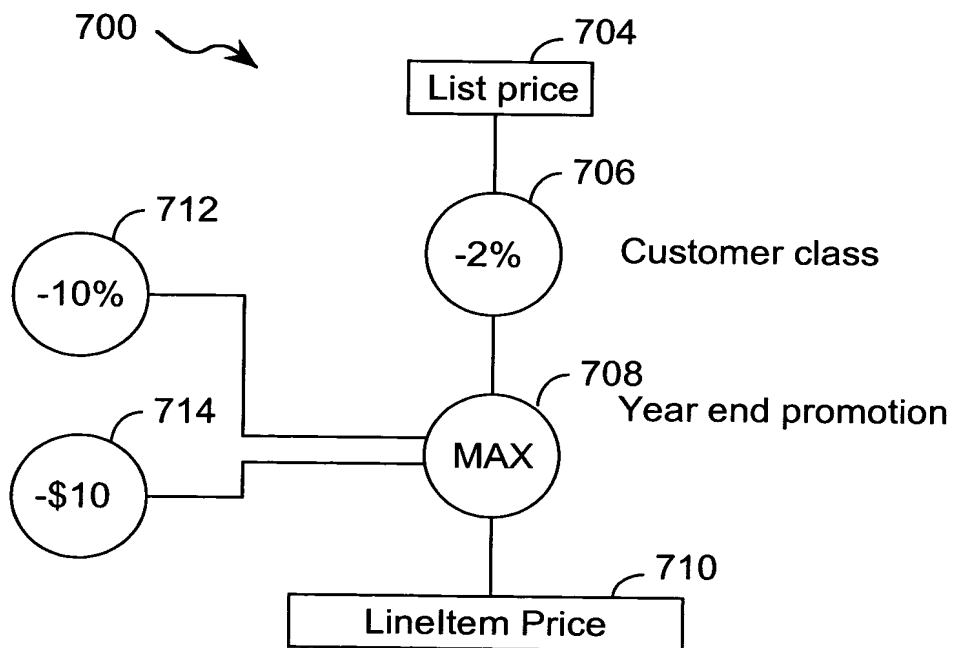 700
704
List price
706
-2%
Customer class
712
-10%
708
Year end promotion
714
MAX
-$10
710
LineItem Price